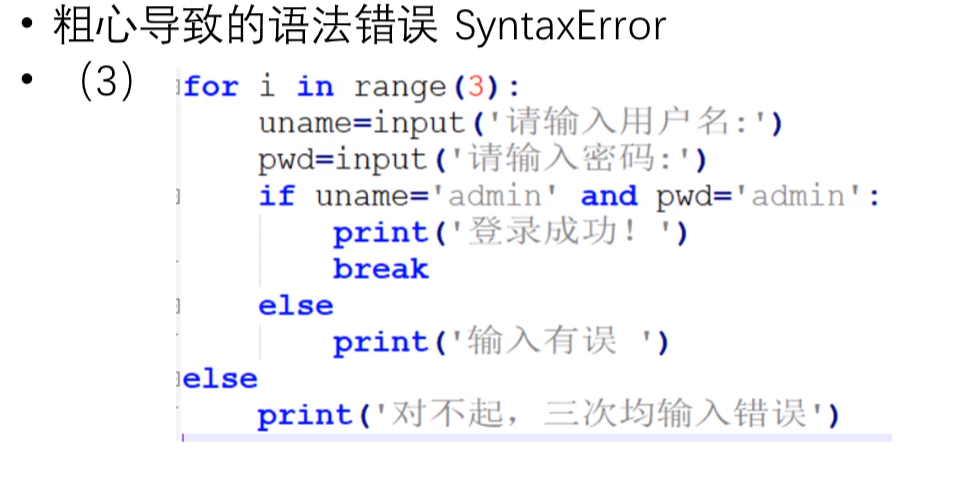 • 粗心导致的语法错误 SyntaxError
• （3）
for i in range(3):
    uname=input('请输入用户名:')
    pwd=input('请输入密码:')
    if uname='admin' and pwd='admin':
        print('登录成功！')
        break
    else
        print('输入有误 ')
else
    print('对不起，三次均输入错误')